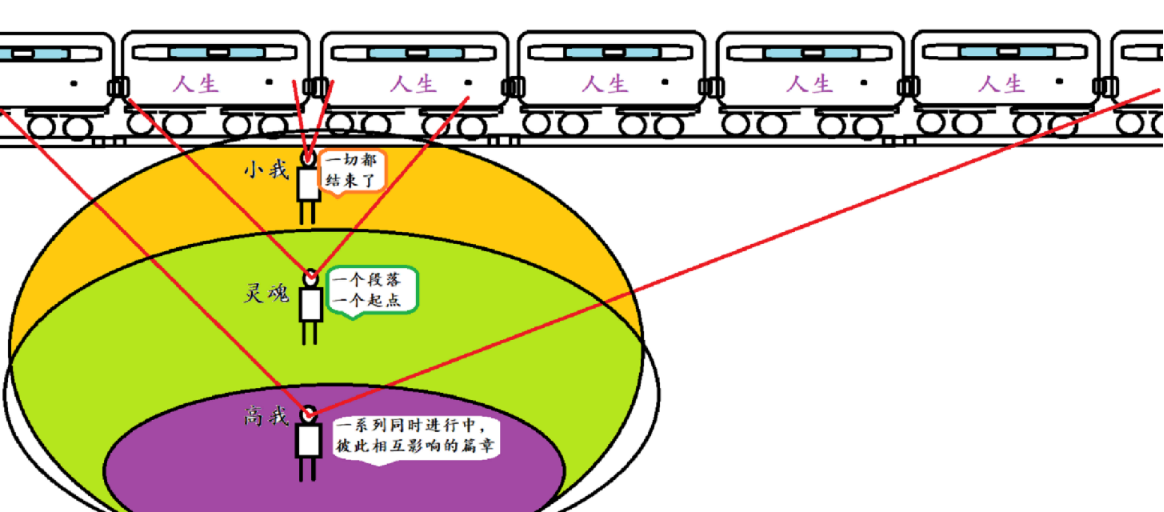 人生
人生
人生
人生
人生
小我
一切都
结束了
灵魂
一个段落
一个起点
高我
一系列同时进行中，
彼此相互影响的篇章